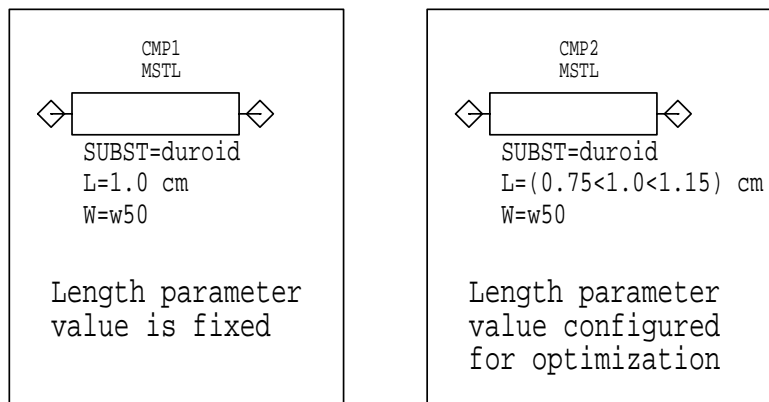 CMP1
MSTL
SUBST=duroid
L=1.0 cm
W=w50
Length parameter
value is fixed
CMP2
MSTL
SUBST=duroid
L=(0.75<1.0<1.15) cm
W=w50
Length parameter
value configured
for optimization